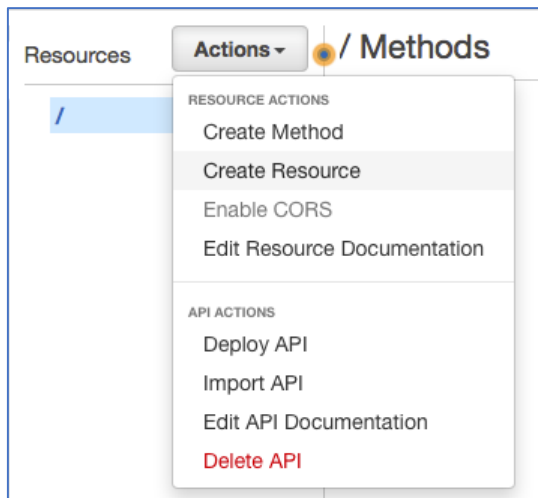 Resources
Actions
/ Methods
/
RESOURCE ACTIONS
Create Method
Create Resource
Enable CORS
Edit Resource Documentation
API ACTIONS
Deploy API
Import API
Edit API Documentation
Delete API